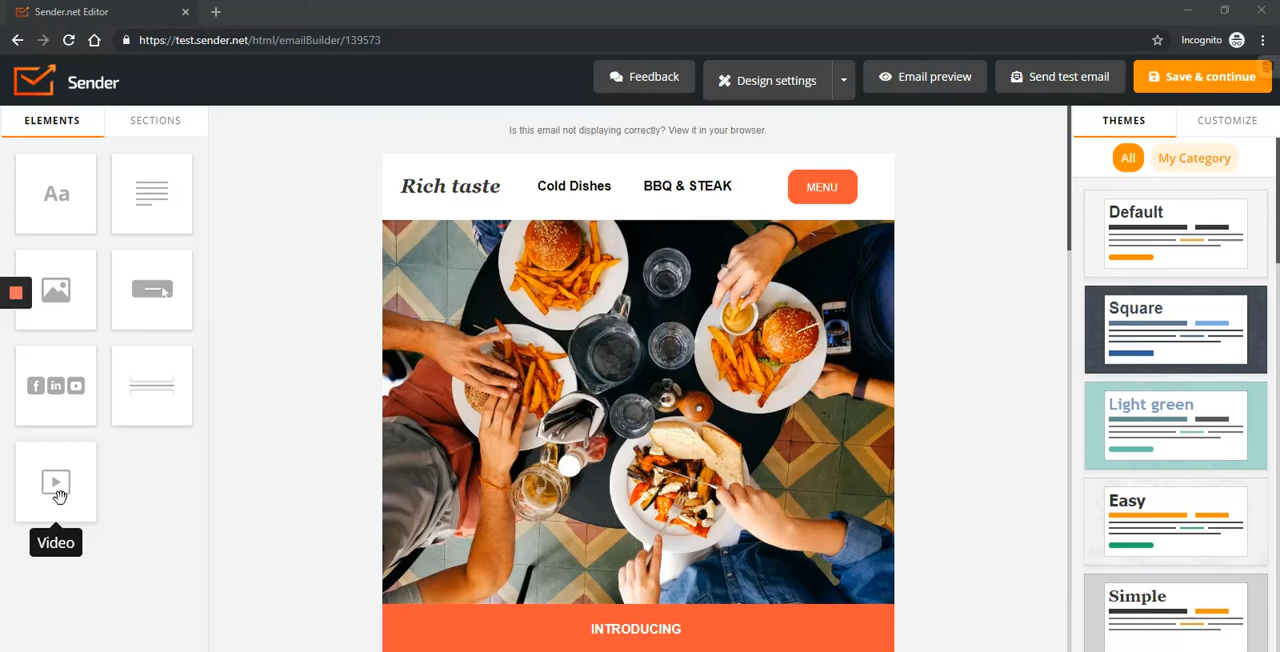 Sender.net Editor
https://test.sender.net/html/emailBuilder/139573
Incognito
Sender
Feedback
Design settings
Email preview
Send test email
Save & continue
ELEMENTS
SECTIONS
Is this email not displaying correctly? View it in your browser.
THEMES
CUSTOMIZE
All
My Category
Aa
Rich taste
Cold Dishes
BBQ & STEAK
MENU
Default
Square
Light green
Easy
Simple
Video
INTRODUCING